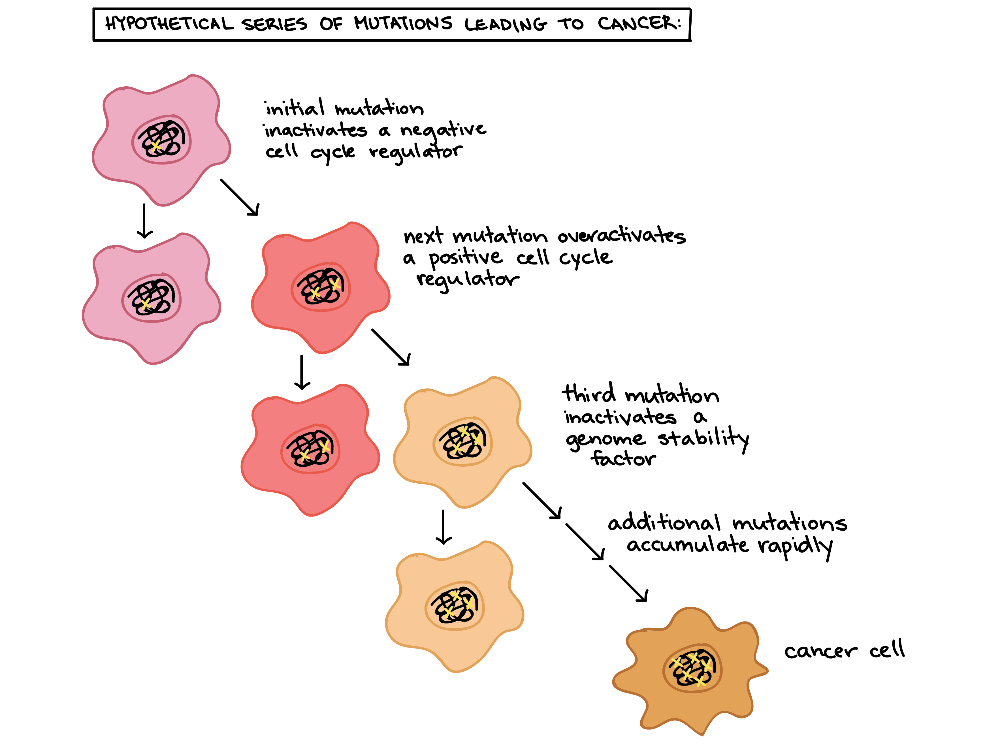 HYPOTHETICAL SERIES OF MUTATIONS LEADING TO CANCER:
initial mutation
inactivates a negative
cell cycle regulator
next mutation overactivates
a positive cell cycle
regulator
third mutation
inactivates a
genome stability
factor
additional mutations
accumulate rapidly
cancer cell